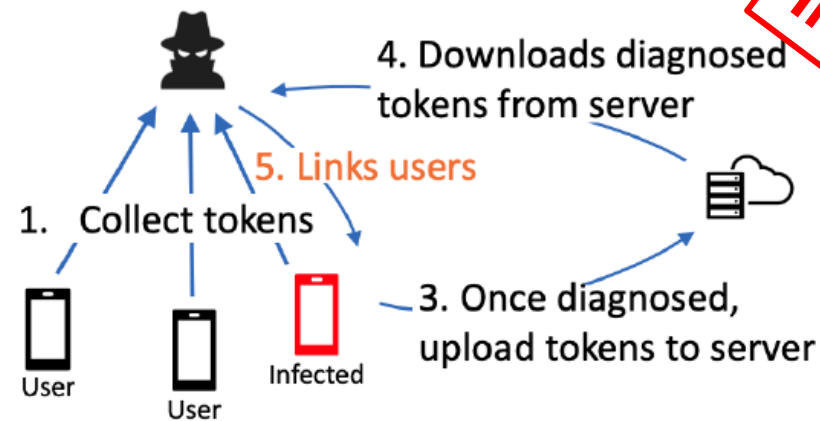 4. Downloads diagnosed
tokens from server
5. Links users
1. Collect tokens
3. Once diagnosed,
upload tokens to server
User
User
Infected